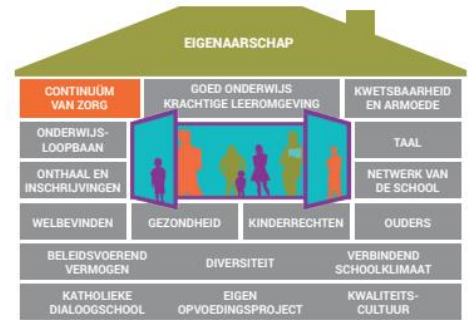 EIGENAARSCHAP
CONTINUÜM
VAN ZORG
GOED ONDERWIJS
KRACHTIGE LEEROMGEVING
KWETSBAARHEID
EN ARMOEDE
ONDERWIJS-
LOOPBAAN
TAAL
ONTHAAL EN
INSCHRIJVINGEN
NETWERK VAN
DE SCHOOL
WELBEVINDEN
GEZONDHEID
KINDERRECHTEN
OUDERS
BELEIDSVOEREND
VERMOGEN
DIVERSITEIT
VERBINDEND
SCHOOLKLIMAAT
KATHOLIEKE
DIALOOGSCHOOL
EIGEN
OPVOEDINGSPROJECT
KWALITEITS-
CULTUUR